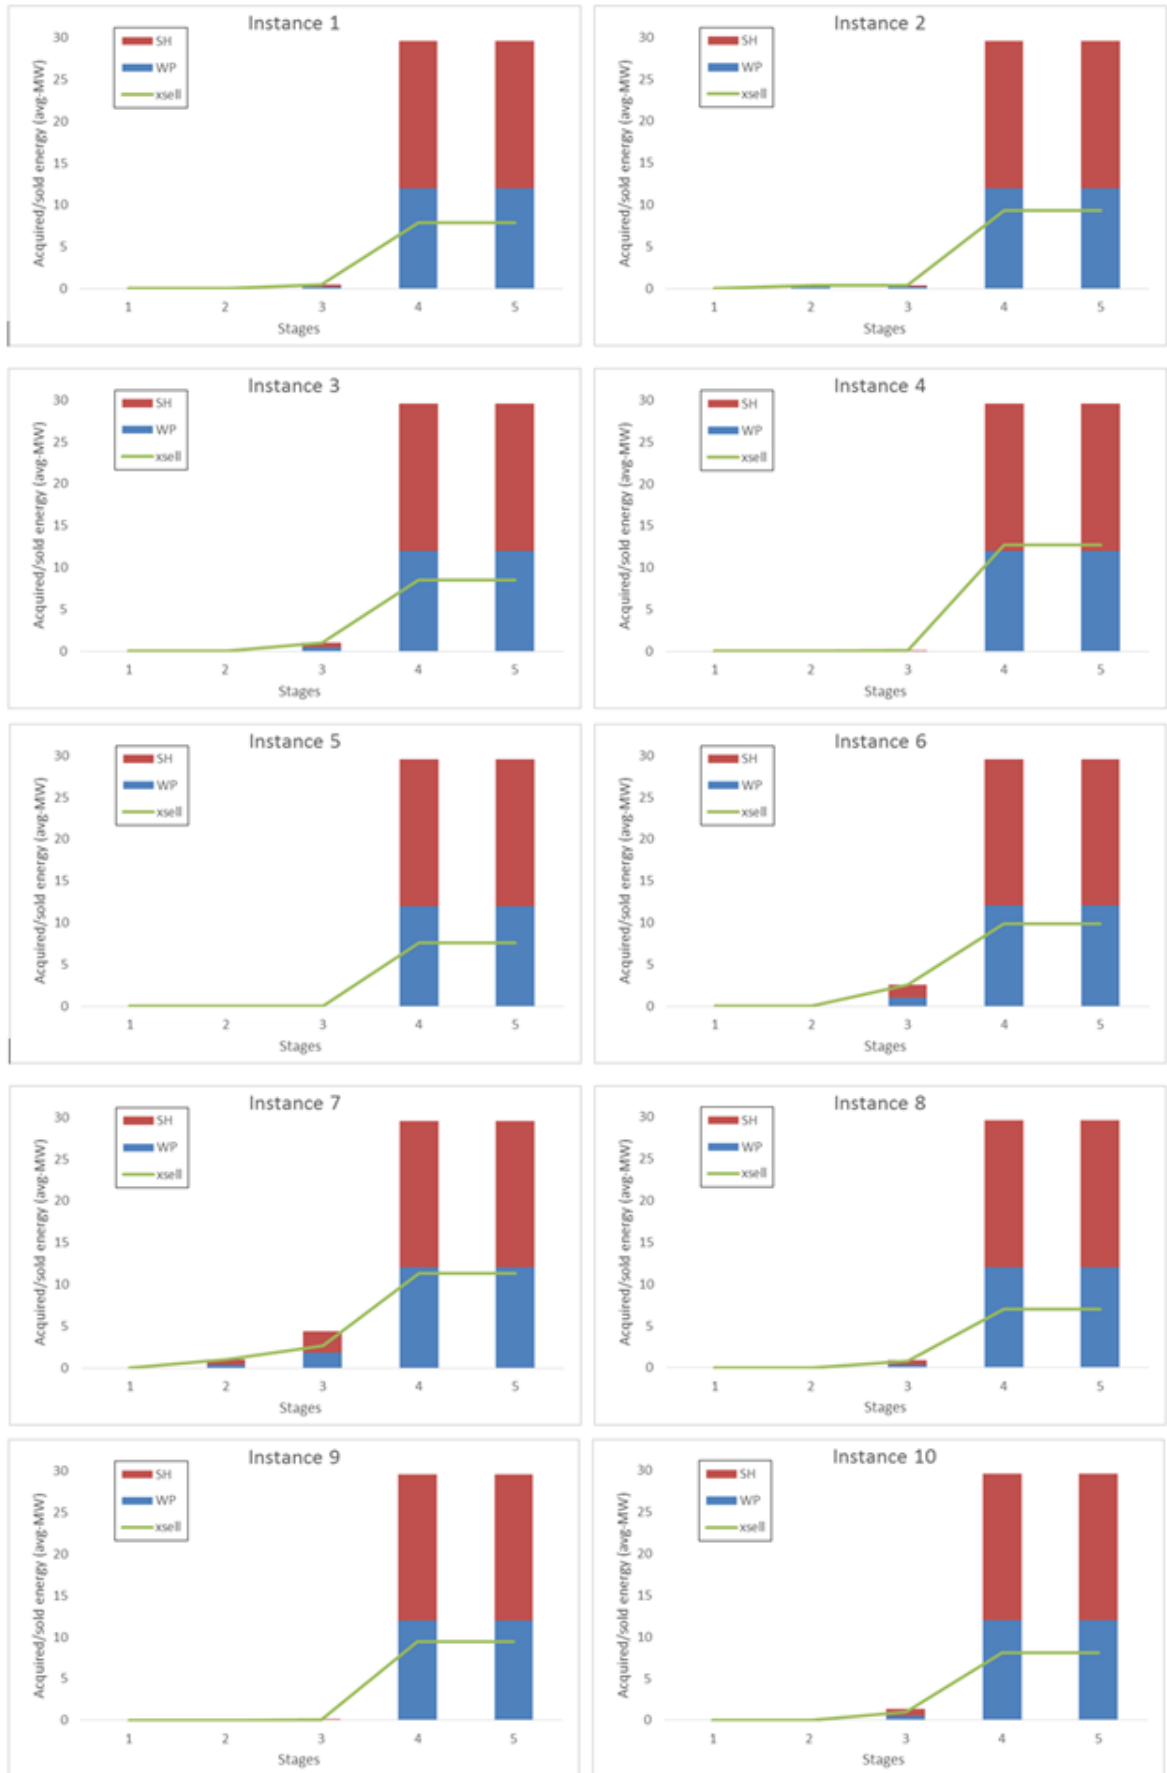 Instance 1
Acquired/sold energy (avg-MW)
30
25
20
15
10
5
0
SH
WP
xsell
1 2 3 4 5
Stages
Instance 2
Acquired/sold energy (avg-MW)
30
25
20
15
10
5
0
SH
WP
xsell
1 2 3 4 5
Stages
Instance 3
Acquired/sold energy (avg-MW)
30
25
20
15
10
5
0
SH
WP
xsell
1 2 3 4 5
Stages
Instance 4
Acquired/sold energy (avg-MW)
30
25
20
15
10
5
0
SH
WP
xsell
1 2 3 4 5
Stages
Instance 5
Acquired/sold energy (avg-MW)
30
25
20
15
10
5
0
SH
WP
xsell
1 2 3 4 5
Stages
Instance 6
Acquired/sold energy (avg-MW)
30
25
20
15
10
5
0
SH
WP
xsell
1 2 3 4 5
Stages
Instance 7
Acquired/sold energy (avg-MW)
30
25
20
15
10
5
0
SH
WP
xsell
1 2 3 4 5
Stages
Instance 8
Acquired/sold energy (avg-MW)
30
25
20
15
10
5
0
SH
WP
xsell
1 2 3 4 5
Stages
Instance 9
Acquired/sold energy (avg-MW)
30
25
20
15
10
5
0
SH
WP
xsell
1 2 3 4 5
Stages
Instance 10
Acquired/sold energy (avg-MW)
30
25
20
15
10
5
0
SH
WP
xsell
1 2 3 4 5
Stages